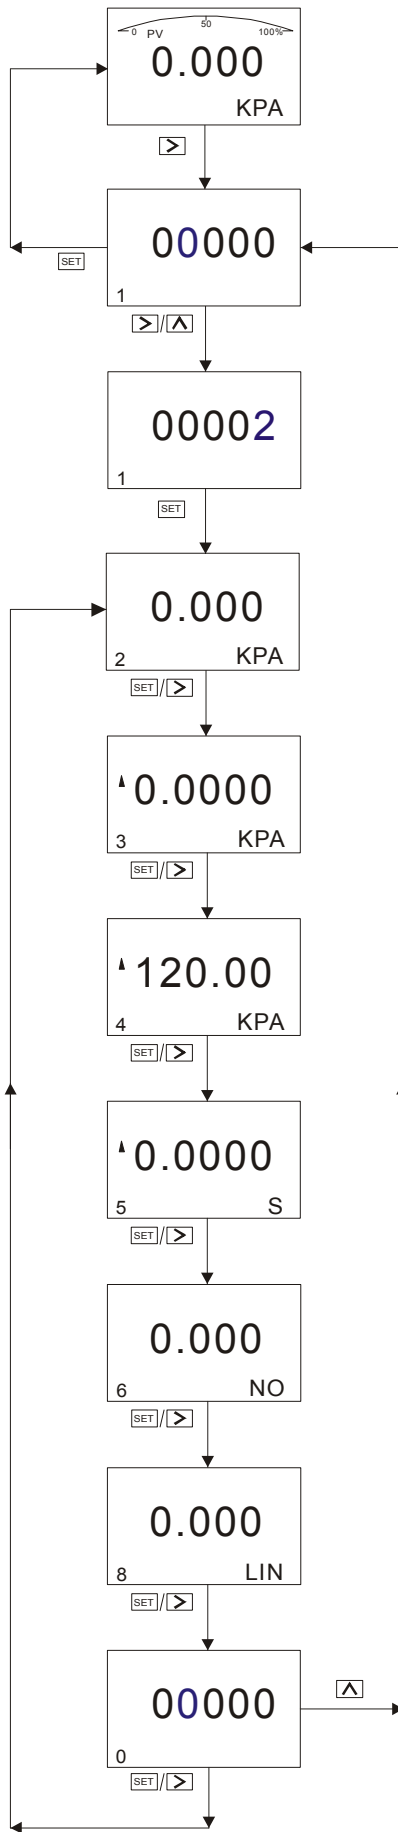 0 PV 50 100%
0.000
KPA
>
00000
SET
1
>/∧
00002
1
SET
0.000
2 KPA
SET/>
0.0000
3 KPA
SET/>
120.00
4 KPA
SET/>
0.0000
5 S
SET/>
0.000
6 NO
SET/>
0.000
8 LIN
SET/>
00000
∧
0
SET/>